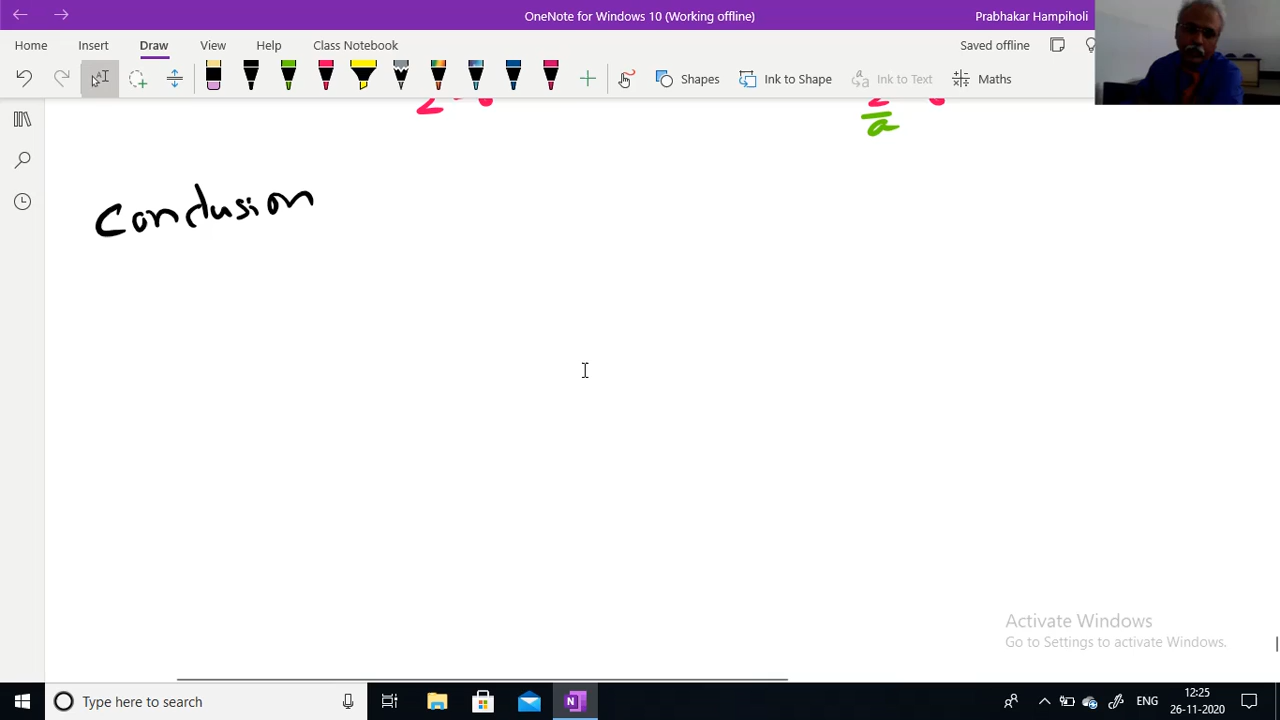 OneNote for Windows 10 (Working offline)
Prabhakar Hampiholi
Home Insert Draw View Help Class Notebook
Saved offline
Shapes Ink to Shape Ink to Text Maths
a
Conclusion
Activate Windows
Go to Settings to activate Windows.
Type here to search
ENG
12:25
26-11-2020